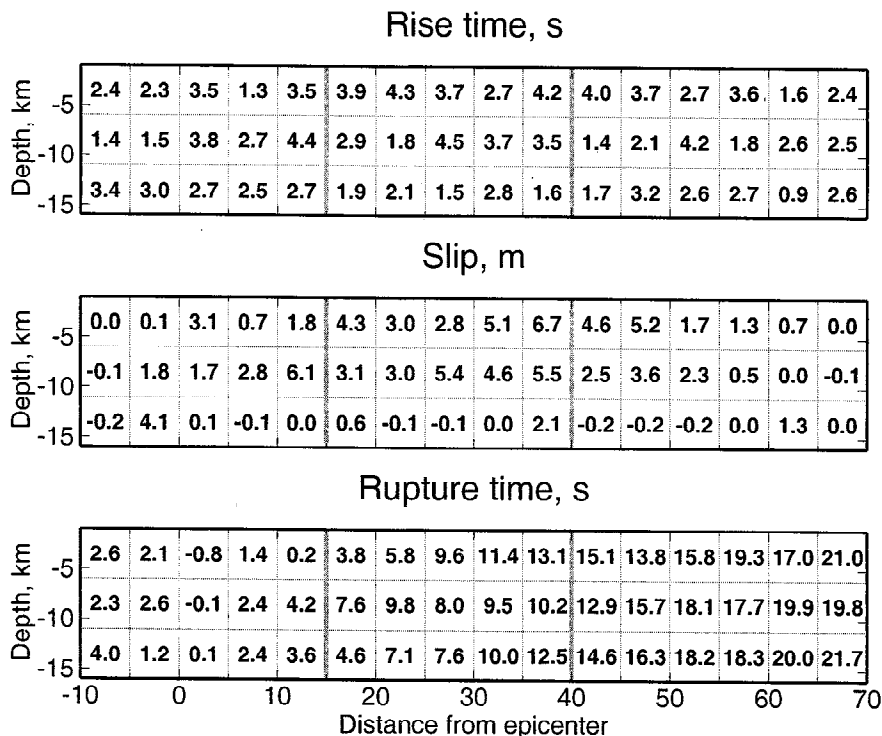 Rise time, s
Depth, km
-5 2.4 2.3 3.5 1.3 3.5 3.9 4.3 3.7 2.7 4.2 4.0 3.7 2.7 3.6 1.6 2.4
-10 1.4 1.5 3.8 2.7 4.4 2.9 1.8 4.5 3.7 3.5 1.4 2.1 4.2 1.8 2.6 2.5
-15 3.4 3.0 2.7 2.5 2.7 1.9 2.1 1.5 2.8 1.6 1.7 3.2 2.6 2.7 0.9 2.6
Slip, m
Depth, km
-5 0.0 0.1 3.1 0.7 1.8 4.3 3.0 2.8 5.1 6.7 4.6 5.2 1.7 1.3 0.7 0.0
-10 -0.1 1.8 1.7 2.8 6.1 3.1 3.0 5.4 4.6 5.5 2.5 3.6 2.3 0.5 0.0 -0.1
-15 -0.2 4.1 0.1 -0.1 0.0 0.6 -0.1 -0.1 0.0 2.1 -0.2 -0.2 -0.2 0.0 1.3 0.0
Rupture time, s
Depth, km
-5 2.6 2.1 -0.8 1.4 0.2 3.8 5.8 9.6 11.4 13.1 15.1 13.8 15.8 19.3 17.0 21.0
-10 2.3 2.6 -0.1 2.4 4.2 7.6 9.8 8.0 9.5 10.2 12.9 15.7 18.1 17.7 19.9 19.8
-15 4.0 1.2 0.1 2.4 3.6 4.6 7.1 7.6 10.0 12.5 14.6 16.3 18.2 18.3 20.0 21.7
-10 0 10 20 30 40 50 60 70
Distance from epicenter